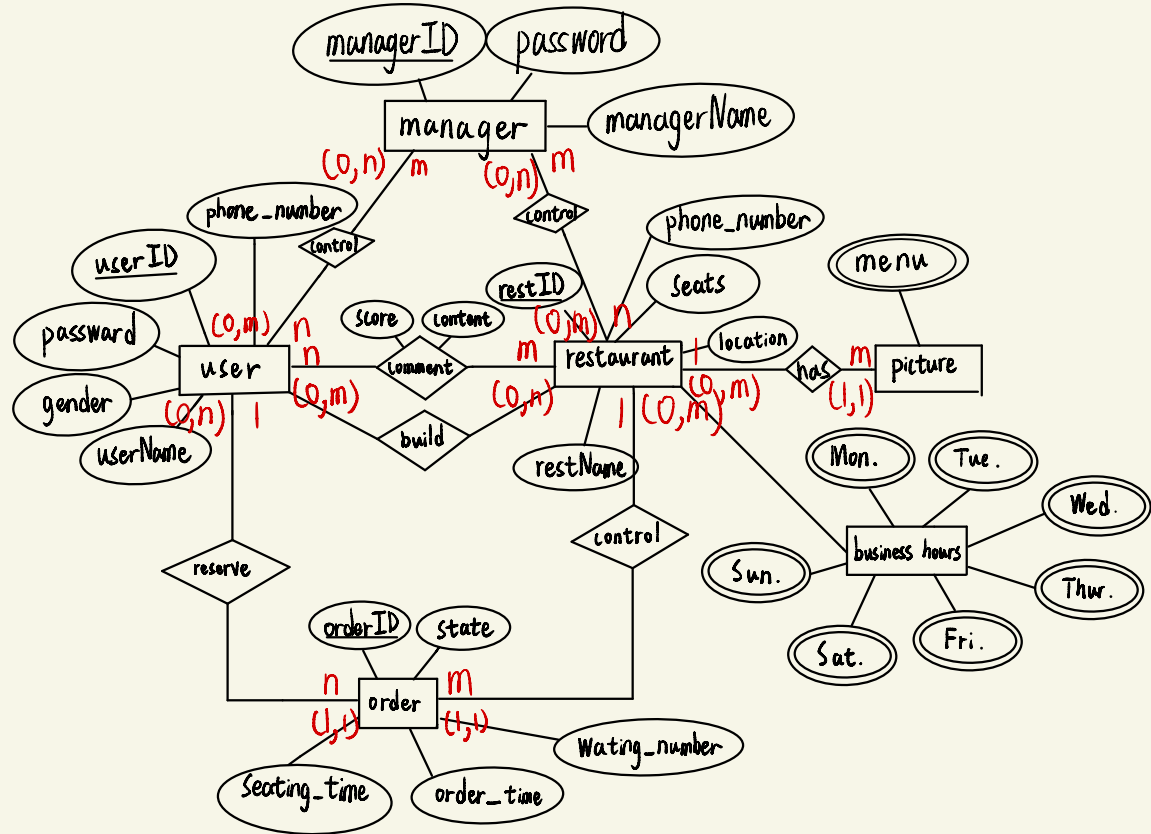 managerID
password
manager
managerName
(0,n)
m
(0,n)
m
phone_number
control
control
phone_number
userID
restID
seats
menu
passward
(0,m)
n
score
content
(0,m)
n
location
user
n
comment
m
restaurant
1
has
m
picture
gender
(0,n)
1
(0,m)
build
(0,n)
1
(0,m)
(0,m)
(1,1)
userName
restName
Mon.
Tue.
Wed.
reserve
control
business hours
Sun.
Thur.
Sat.
Fri.
orderID
state
n
order
m
(1,1)
(1,1)
Wating_number
Seating_time
order_time